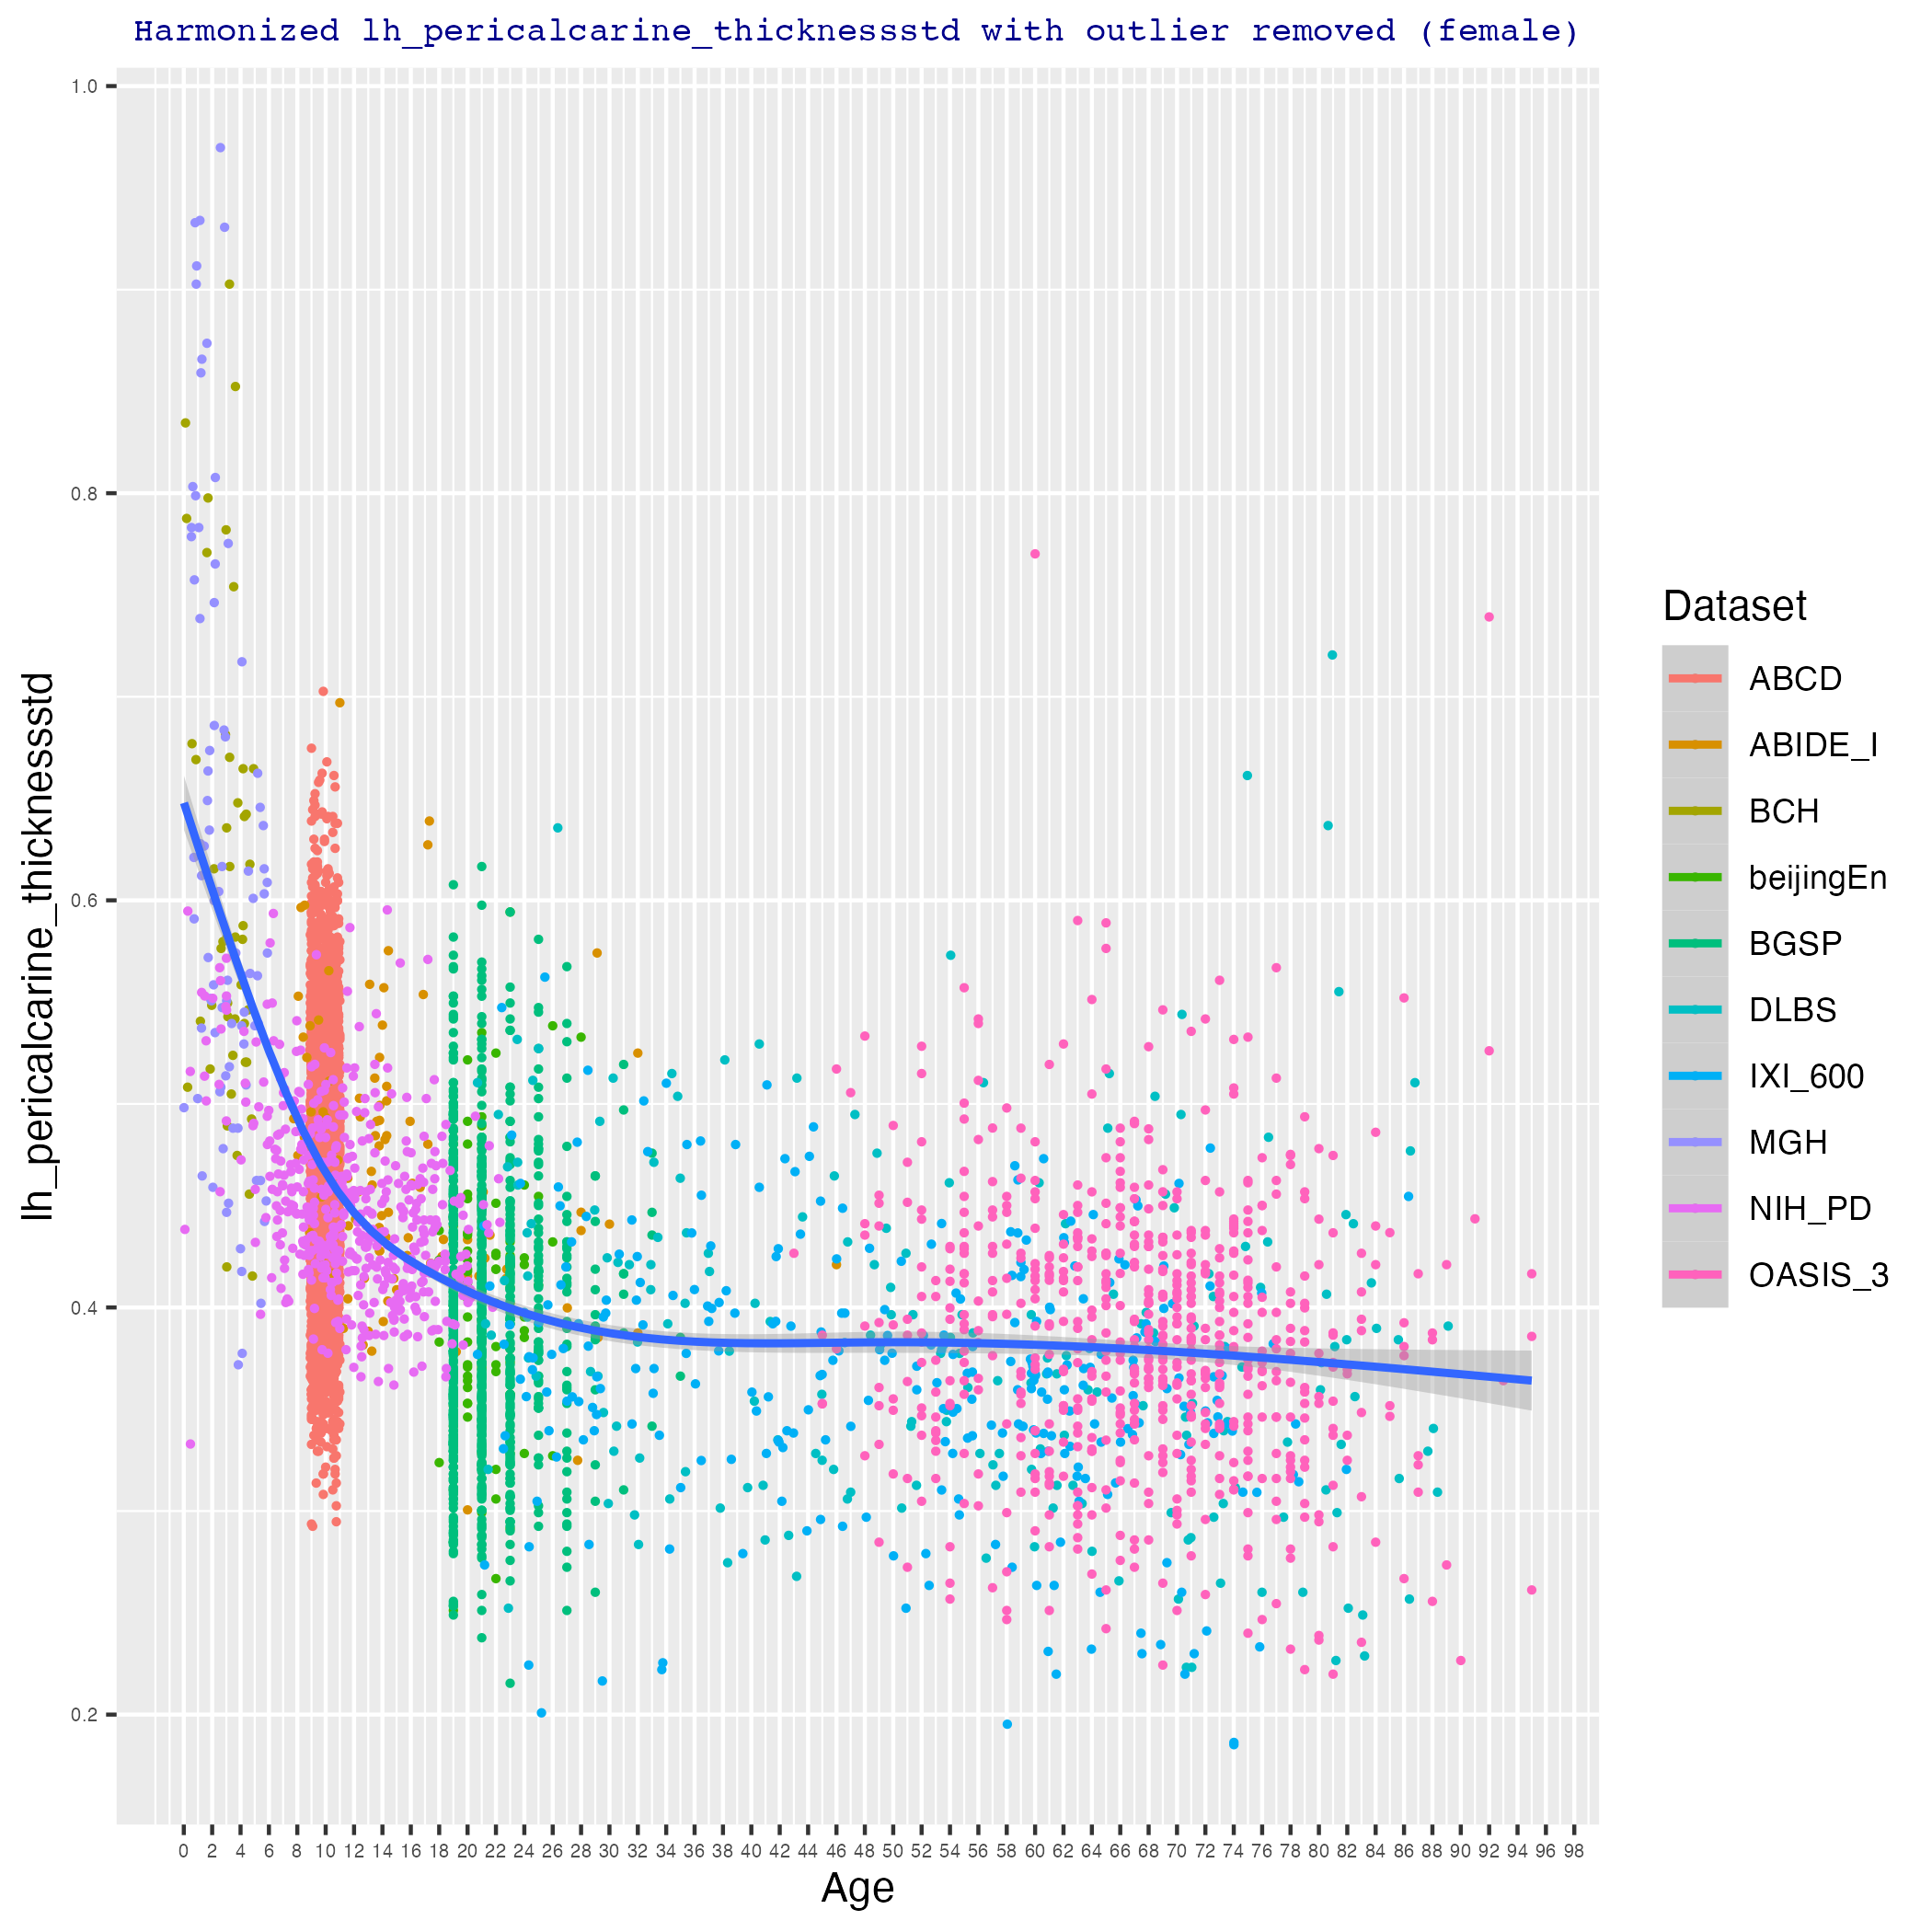 Harmonized lh_pericalcarine_thicknessstd with outlier removed (female)
lh_pericalcarine_thicknessstd
1.0
0.8
0.6
0.4
0.2
0 2 4 6 8 10 12 14 16 18 20 22 24 26 28 30 32 34 36 38 40 42 44 46 48 50 52 54 56 58 60 62 64 66 68 70 72 74 76 78 80 82 84 86 88 90 92 94 96 98
Age
Dataset
ABCD
ABIDE_I
BCH
beijingEn
BGSP
DLBS
IXI_600
MGH
NIH_PD
OASIS_3